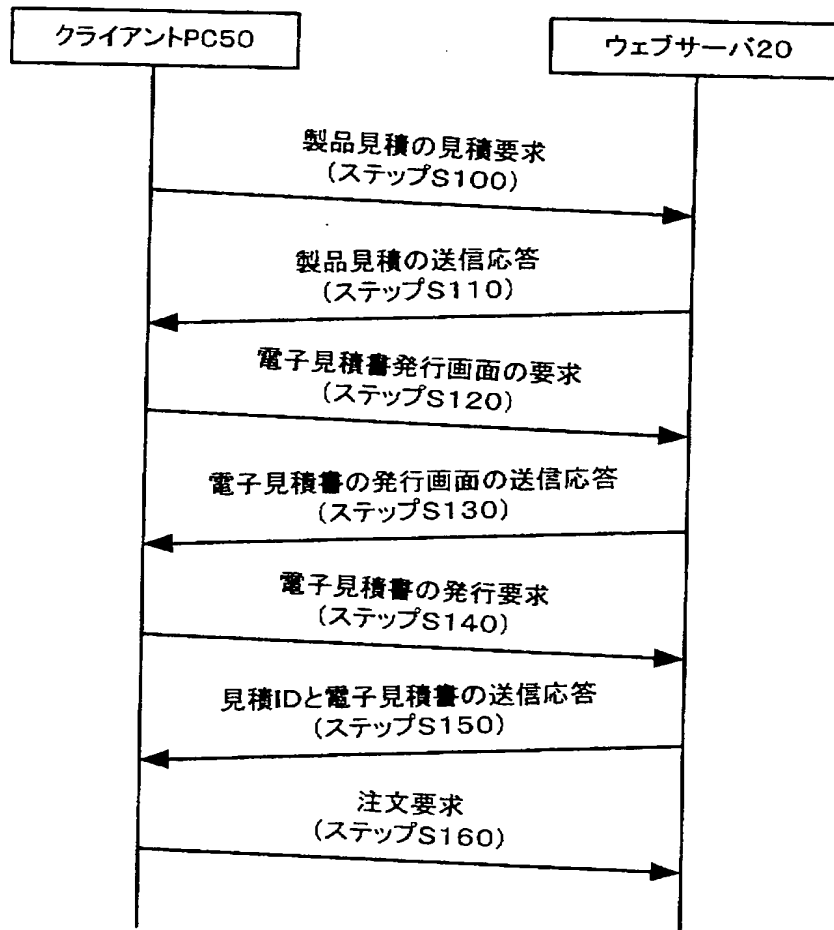 クライアントPC50
ウェブサーバ20
製品見積の見積要求
(ステップS100)
製品見積の送信応答
(ステップS110)
電子見積書発行画面の要求
(ステップS120)
電子見積書の発行画面の送信応答
(ステップS130)
電子見積書の発行要求
(ステップS140)
見積IDと電子見積書の送信応答
(ステップS150)
注文要求
(ステップS160)